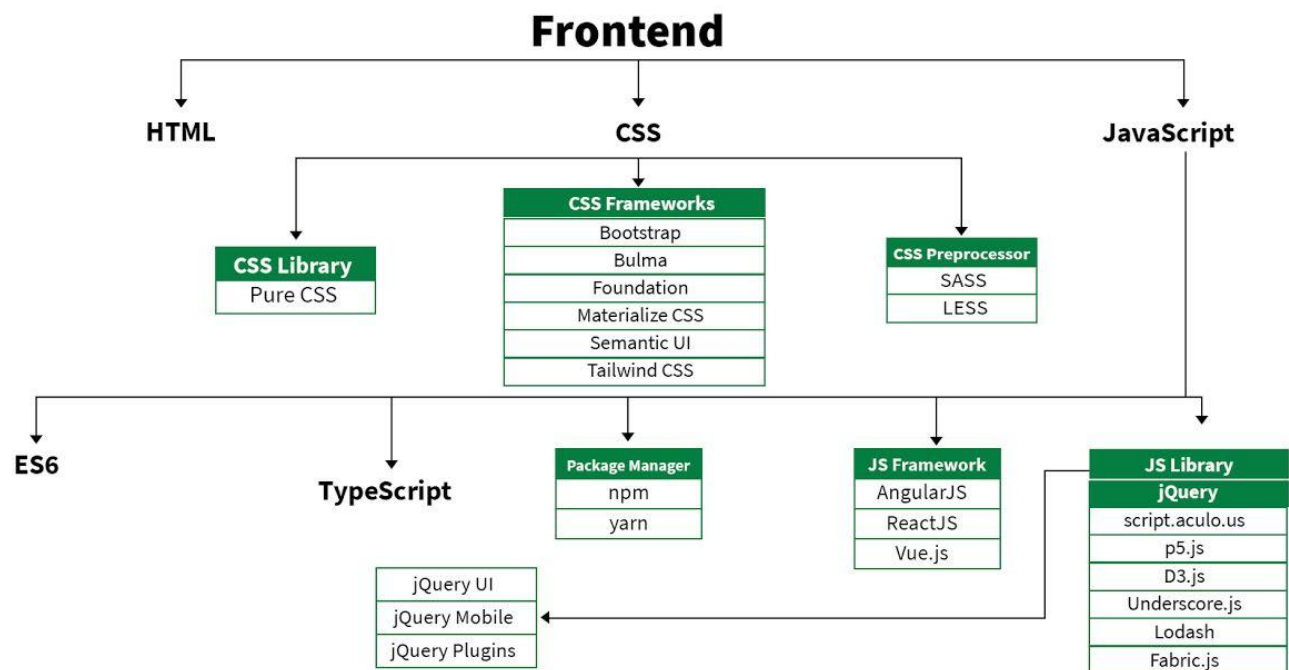 Frontend
HTML
CSS
JavaScript
CSS Library
Pure CSS
CSS Frameworks
Bootstrap
Bulma
Foundation
Materialize CSS
Semantic UI
Tailwind CSS
CSS Preprocessor
SASS
LESS
ES6
TypeScript
Package Manager
npm
yarn
JS Framework
AngularJS
ReactJS
Vue.js
JS Library
jQuery
script.aculo.us
p5.js
D3.js
Underscore.js
Lodash
Fabric.js
jQuery UI
jQuery Mobile
jQuery Plugins